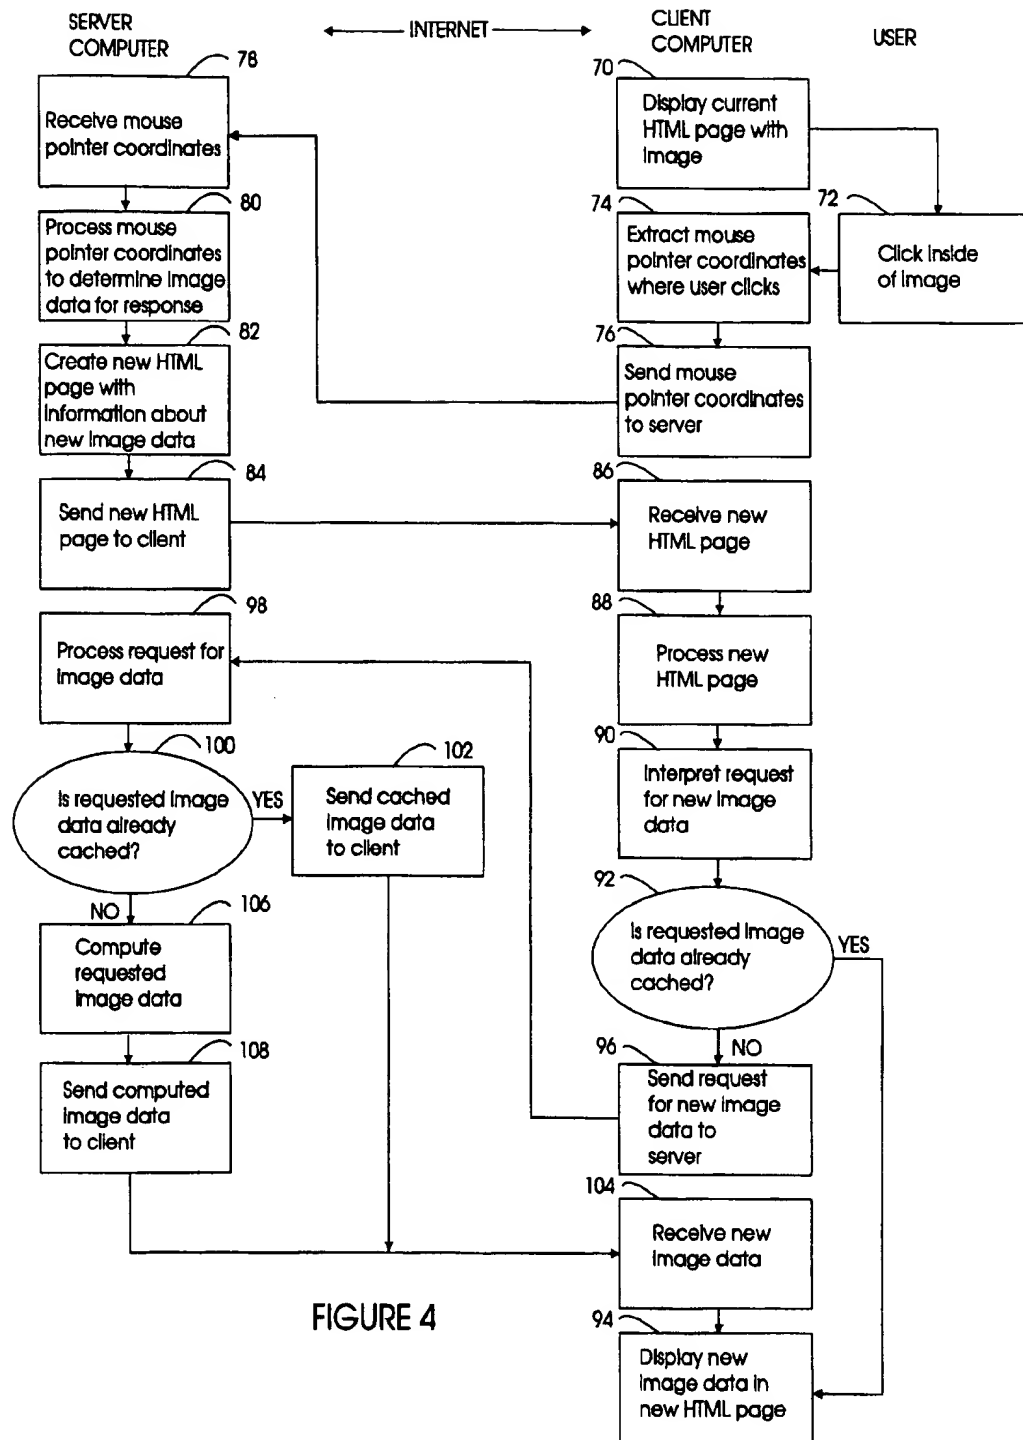 SERVER
COMPUTER
INTERNET
CLIENT
COMPUTER
USER
78
Receive mouse
pointer coordinates
70
Display current
HTML page with
image
80
Process mouse
pointer coordinates
to determine image
data for response
74
Extract mouse
pointer coordinates
where user clicks
72
Click inside
of image
82
Create new HTML
page with
information about
new image data
76
Send mouse
pointer coordinates
to server
84
Send new HTML
page to client
86
Receive new
HTML page
98
Process request for
image data
88
Process new
HTML page
100
Is requested image
data already
cached?
YES
102
Send cached
image data
to client
90
Interpret request
for new image
data
NO
106
Compute
requested
image data
92
Is requested image
data already
cached?
YES
NO
108
Send computed
image data
to client
96
Send request
for new image
data to
server
104
Receive new
image data
FIGURE 4
94
Display new
image data in
new HTML page